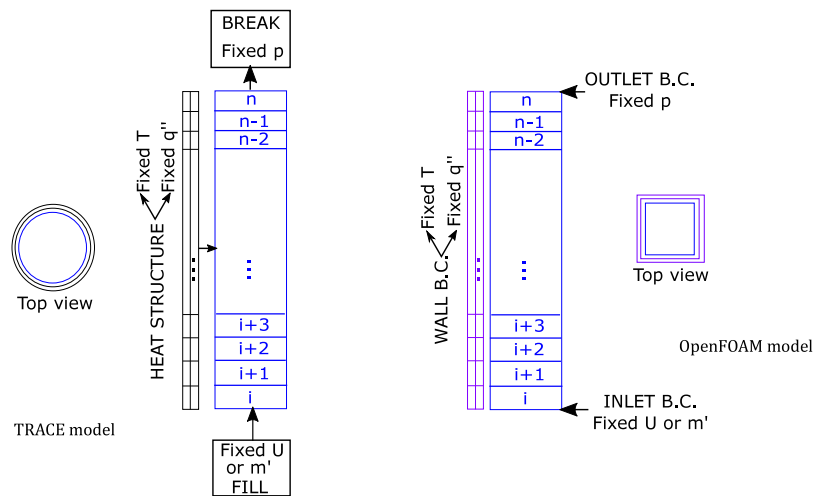 BREAK
Fixed p
n
n-1
n-2
...
i+3
i+2
i+1
i
Fixed U
or m'
FILL
HEAT STRUCTURE
Fixed T
Fixed q''
...
Top view
TRACE model
OUTLET B.C.
Fixed p
n
n-1
n-2
...
i+3
i+2
i+1
i
INLET B.C.
Fixed U or m'
WALL B.C.
Fixed T
Fixed q''
...
Top view
OpenFOAM model